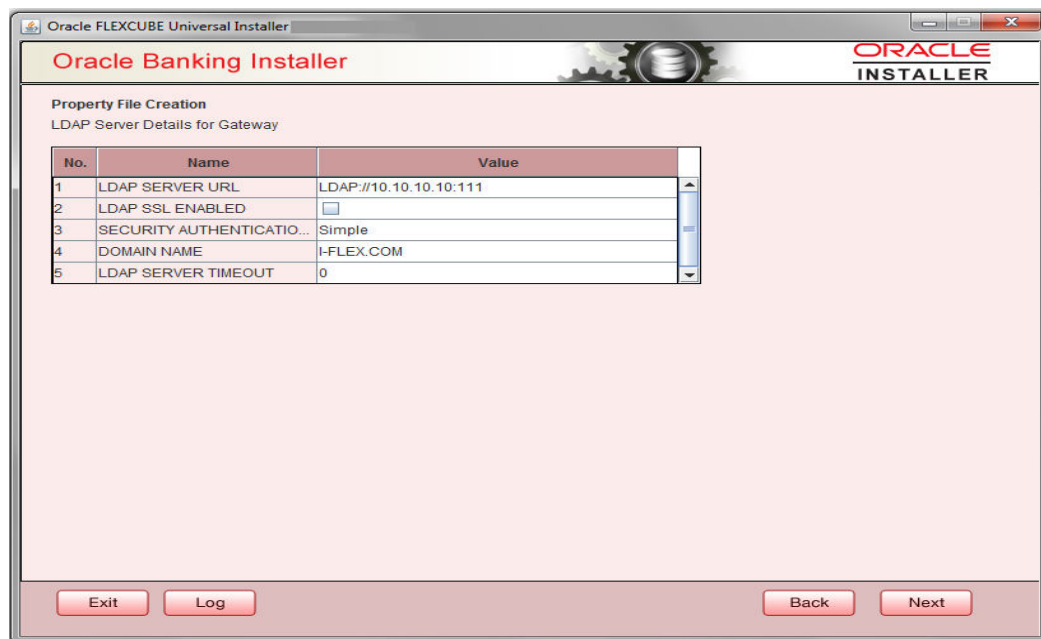 Oracle FLEXCUBE Universal Installer
Oracle Banking Installer
ORACLE
INSTALLER
Property File Creation
LDAP Server Details for Gateway
No. Name Value
1 LDAP SERVER URL LDAP://10.10.10.10:111
2 LDAP SSL ENABLED
3 SECURITY AUTHENTICATIO... Simple
4 DOMAIN NAME I-FLEX.COM
5 LDAP SERVER TIMEOUT 0
Exit Log Back Next